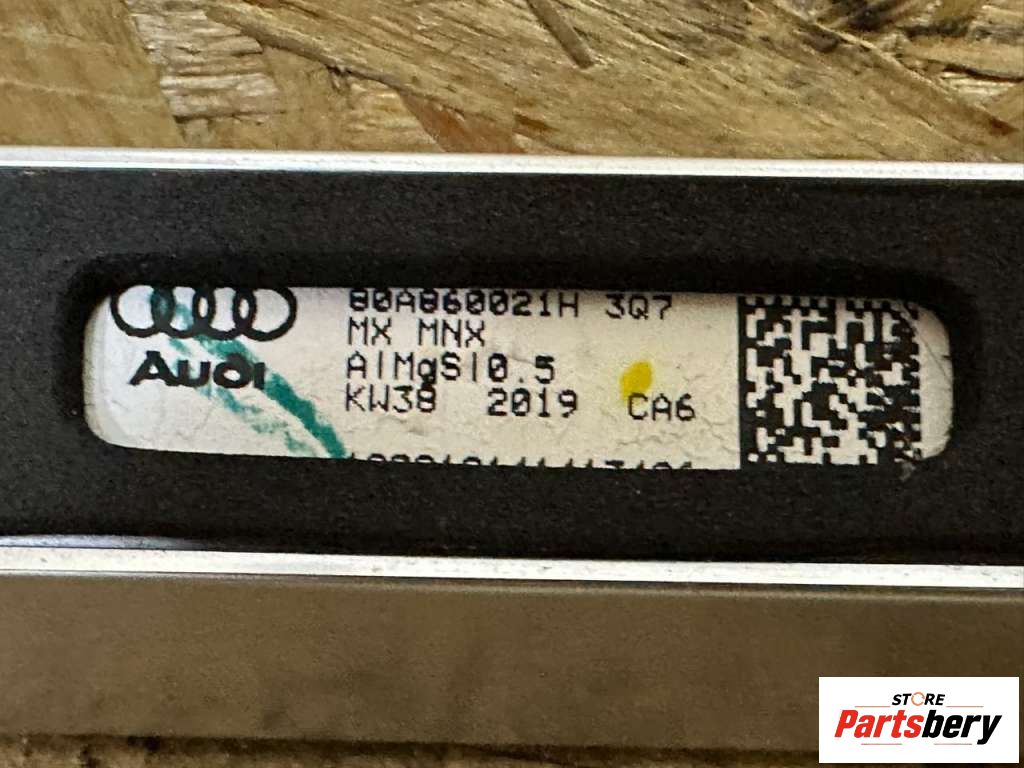 80A860021H 3Q7
MX MNX
Audi
AlMgSi0.5
KW38 2019 CA6
STORE
Partsbery